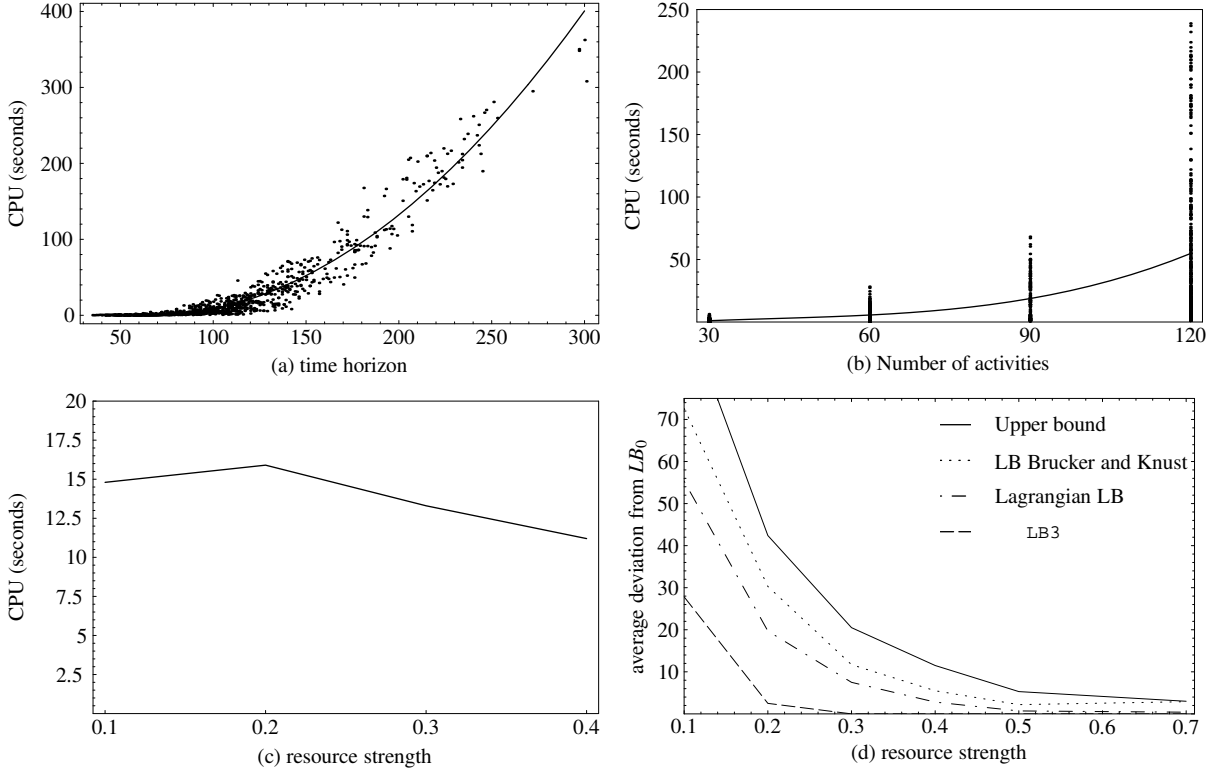 400
300
200
100
0
CPU (seconds)
50 100 150 200 250 300
(a) time horizon
250
200
150
100
50
CPU (seconds)
30 60 90 120
(b) Number of activities
20
17.5
15
12.5
10
7.5
5
2.5
CPU (seconds)
0.1 0.2 0.3 0.4
(c) resource strength
70
60
50
40
30
20
10
average deviation from LB0
Upper bound
LB Brucker and Knust
Lagrangian LB
LB3
0.1 0.2 0.3 0.4 0.5 0.6 0.7
(d) resource strength